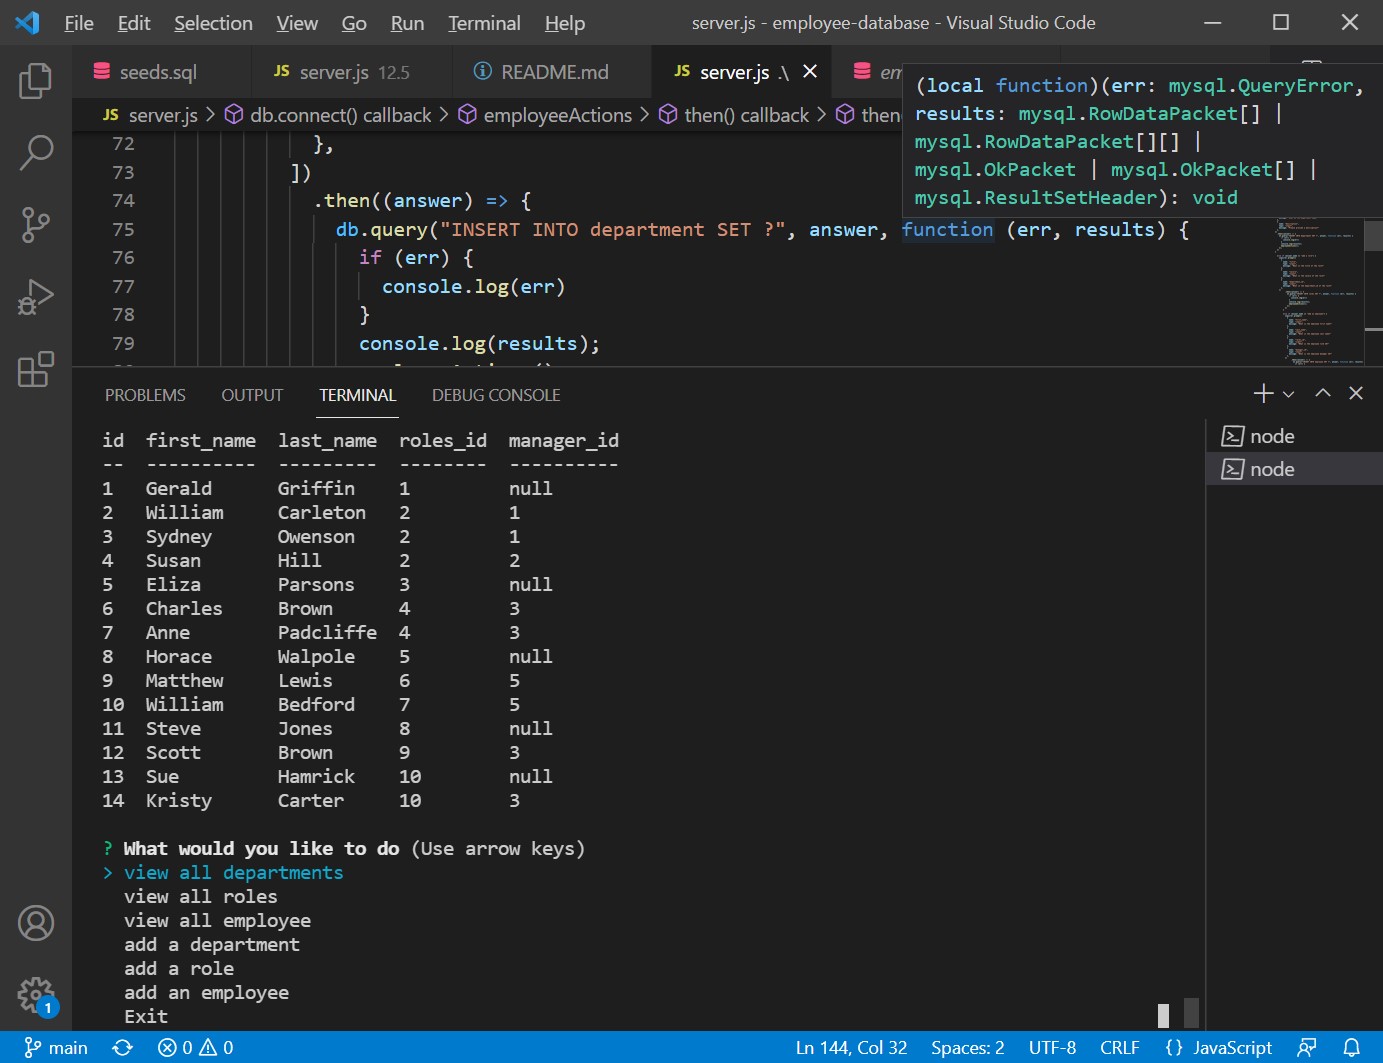 File Edit Selection View Go Run Terminal Help server.js - employee-database - Visual Studio Code
seeds.sql JS server.js 12.5 README.md JS server.js .\
JS server.js > db.connect() callback > employeeActions > then() callback >
(local function)(err: mysql.QueryError,
results: mysql.RowDataPacket[] |
mysql.RowDataPacket[][] |
mysql.OkPacket | mysql.OkPacket[] |
mysql.ResultSetHeader): void
72 },
73 ])
74 .then((answer) => {
75 db.query("INSERT INTO department SET ?", answer, function (err, results) {
76 if (err) {
77 console.log(err)
78 }
79 console.log(results);
PROBLEMS OUTPUT TERMINAL DEBUG CONSOLE
id first_name last_name roles_id manager_id
-- ---------- --------- -------- ----------
1 Gerald Griffin 1 null
2 William Carleton 2 1
3 Sydney Owenson 2 1
4 Susan Hill 2 2
5 Eliza Parsons 3 null
6 Charles Brown 4 3
7 Anne Padcliffe 4 3
8 Horace Walpole 5 null
9 Matthew Lewis 6 5
10 William Bedford 7 5
11 Steve Jones 8 null
12 Scott Brown 9 3
13 Sue Hamrick 10 null
14 Kristy Carter 10 3
? What would you like to do (Use arrow keys)
> view all departments
view all roles
view all employee
add a department
add a role
add an employee
Exit
node
node
1
main 0 0 Ln 144, Col 32 Spaces: 2 UTF-8 CRLF {} JavaScript